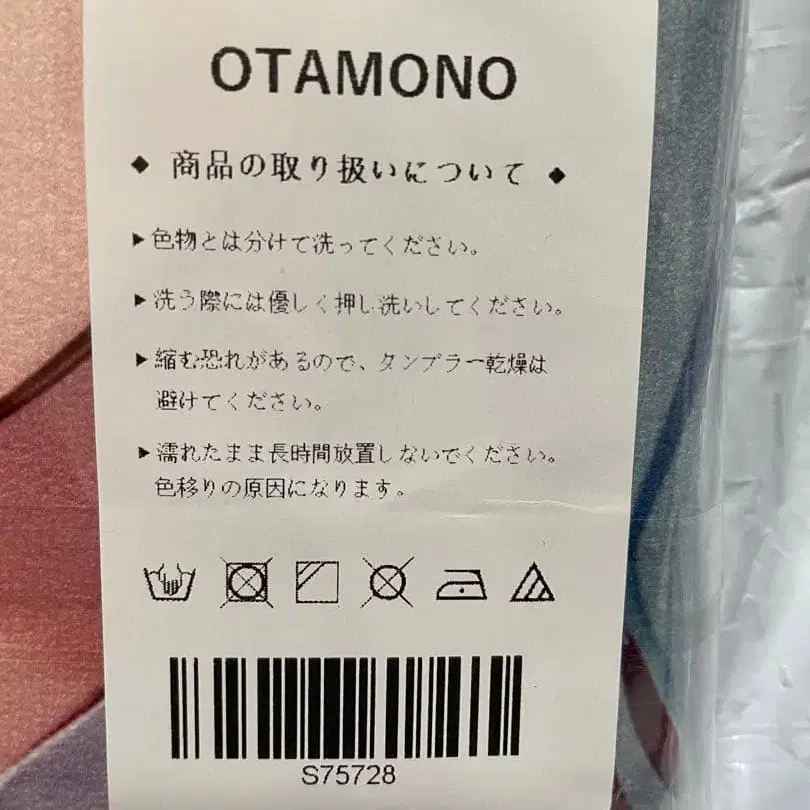 OTAMONO
◆ 商品の取り扱いについて ◆
▶色物とは分けて洗ってください。
▶洗う際には優しく押し洗いしてください。
▶縮む恐れがあるので、タンブラー乾燥は
避けてください。
▶濡れたまま長時間放置しないでください。
色移りの原因になります。
S75728